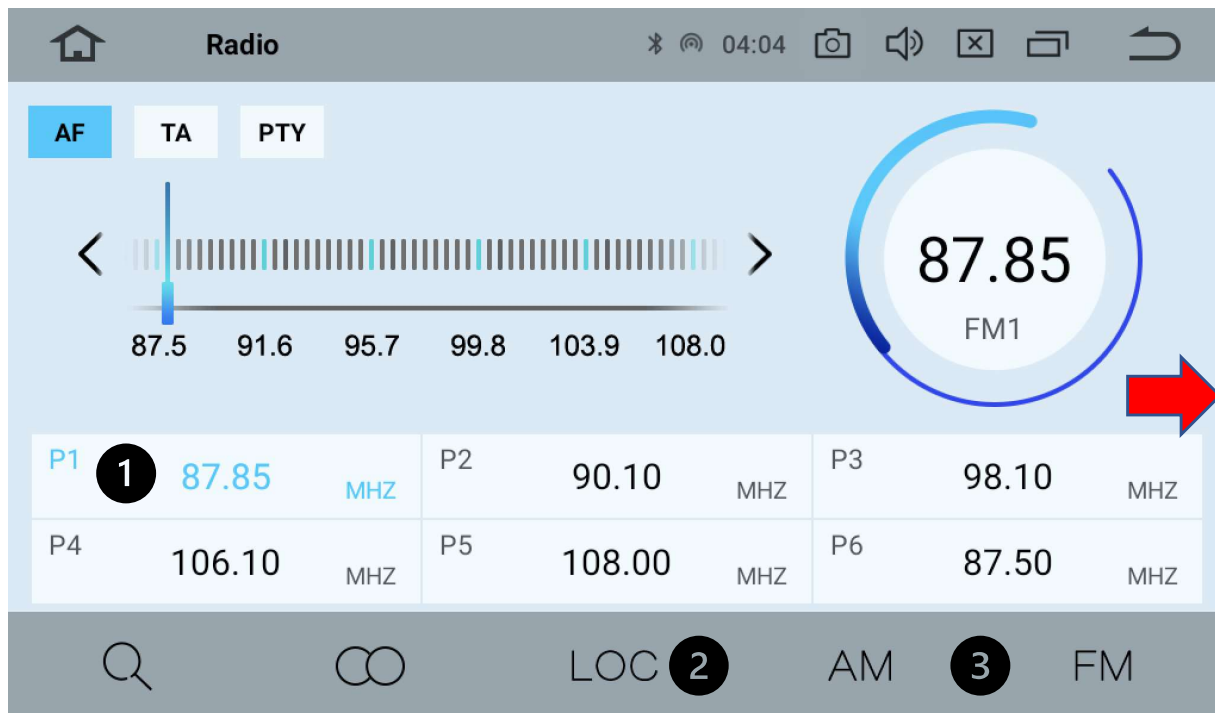 Radio 04:04
AF TA PTY
87.85
FM1
87.5 91.6 95.7 99.8 103.9 108.0
P1 1 87.85 MHZ
P2 90.10 MHZ
P3 98.10 MHZ
P4 106.10 MHZ
P5 108.00 MHZ
P6 87.50 MHZ
LOC 2 AM 3 FM